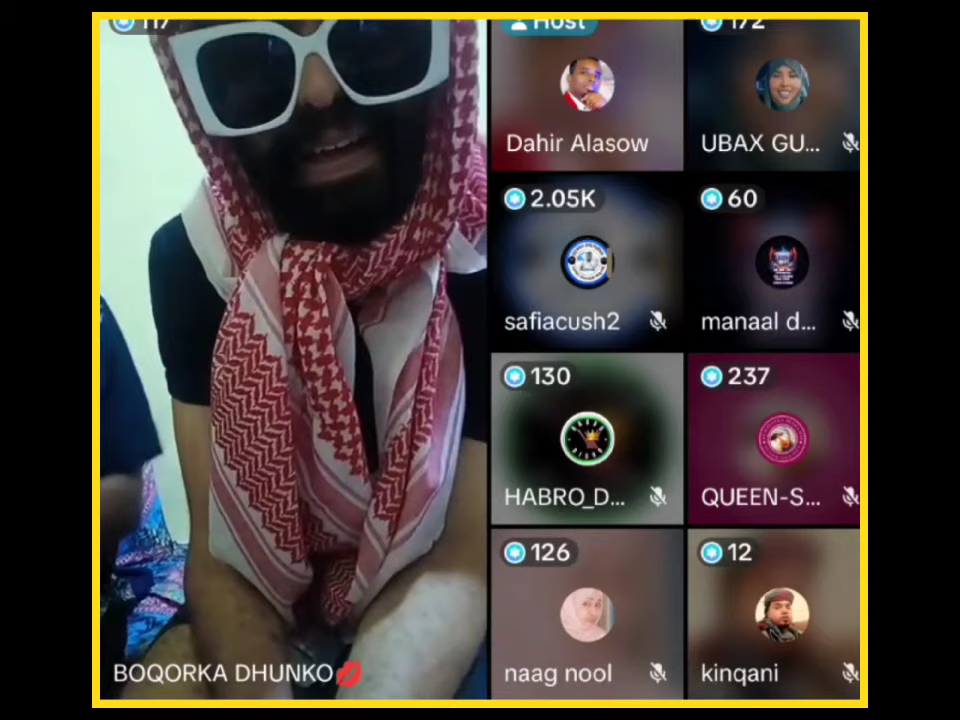 117
BOQORKA DHUNKO💋
Host
Dahir Alasow
172
UBAX GU...
2.05K
safiacush2
60
manaal d...
130
HABRO_D...
237
QUEEN-S...
126
naag nool
12
kinqani